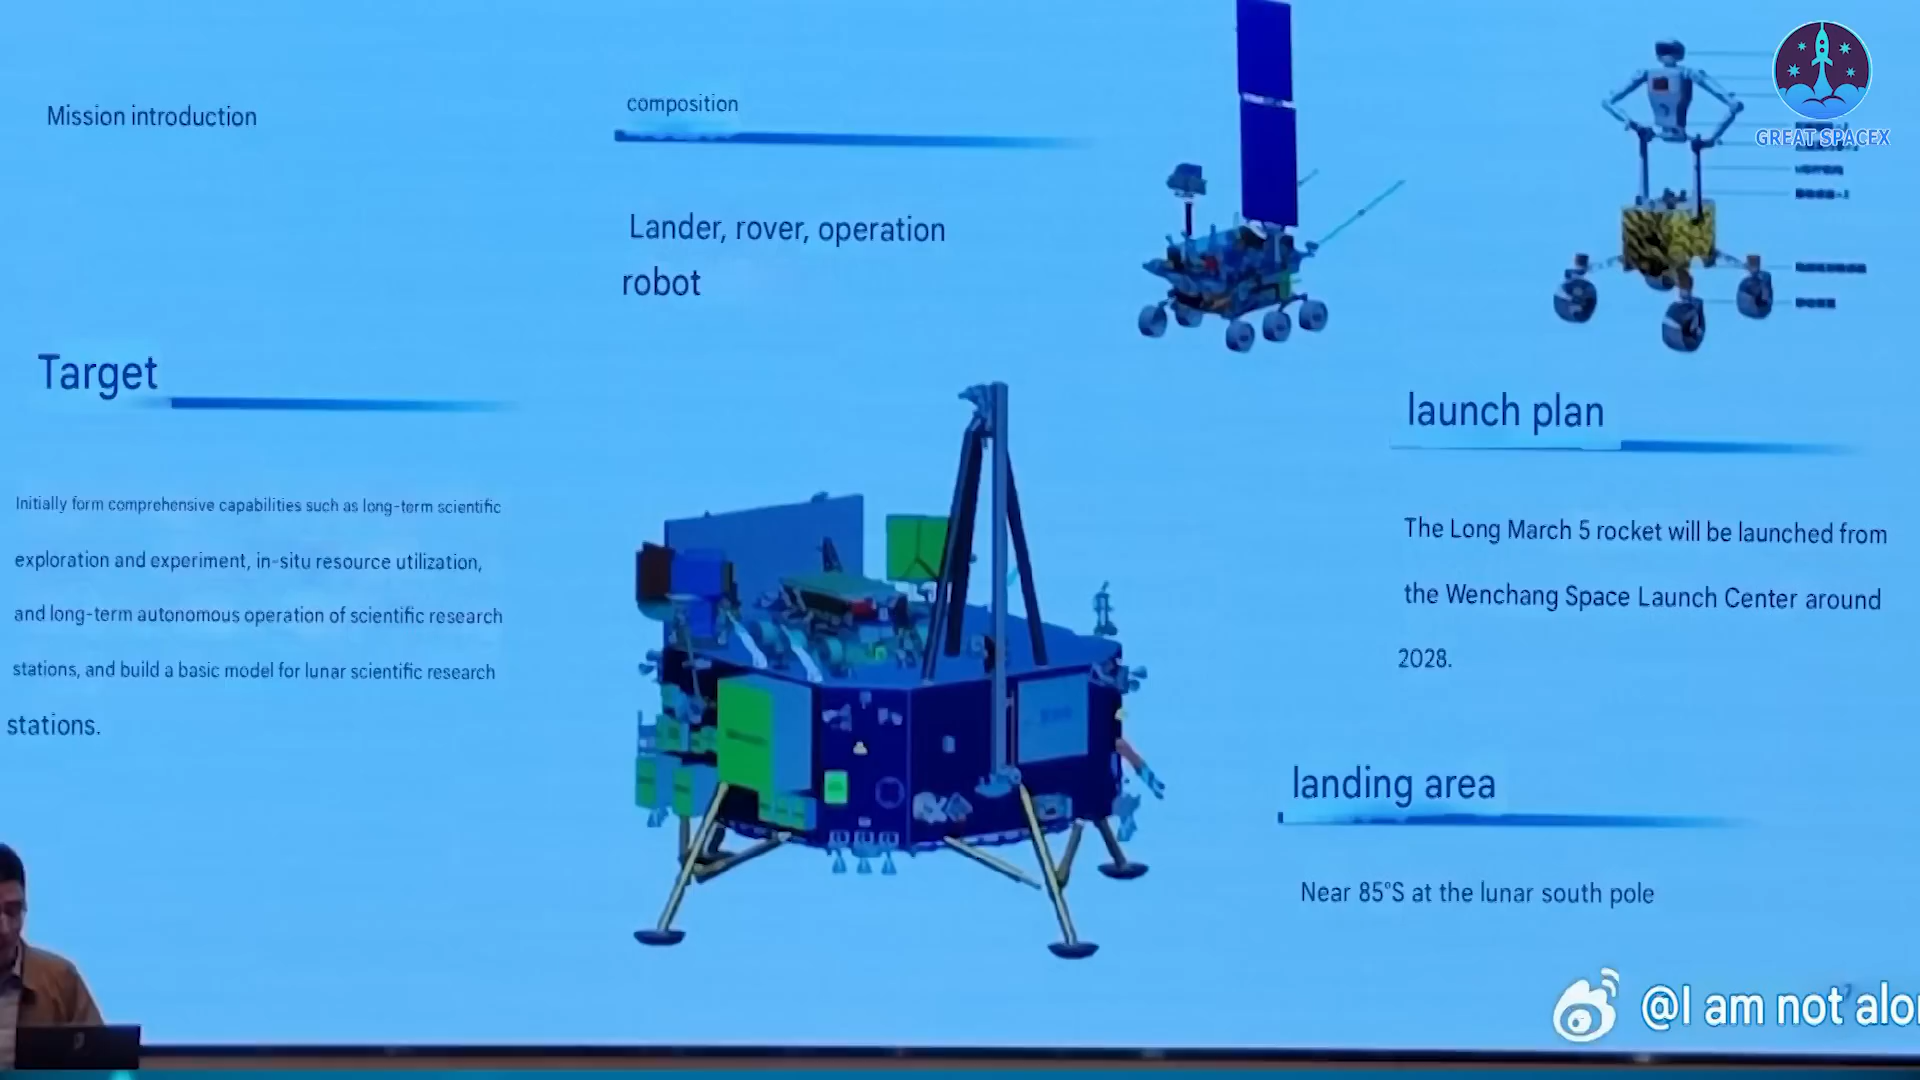 Mission introduction
composition
Lander, rover, operation
robot
GREAT SPACEX
Target
Initially form comprehensive capabilities such as long-term scientific
exploration and experiment, in-situ resource utilization,
and long-term autonomous operation of scientific research
stations, and build a basic model for lunar scientific research
stations.
launch plan
The Long March 5 rocket will be launched from
the Wenchang Space Launch Center around
2028.
landing area
Near 85°S at the lunar south pole
@I am not alo